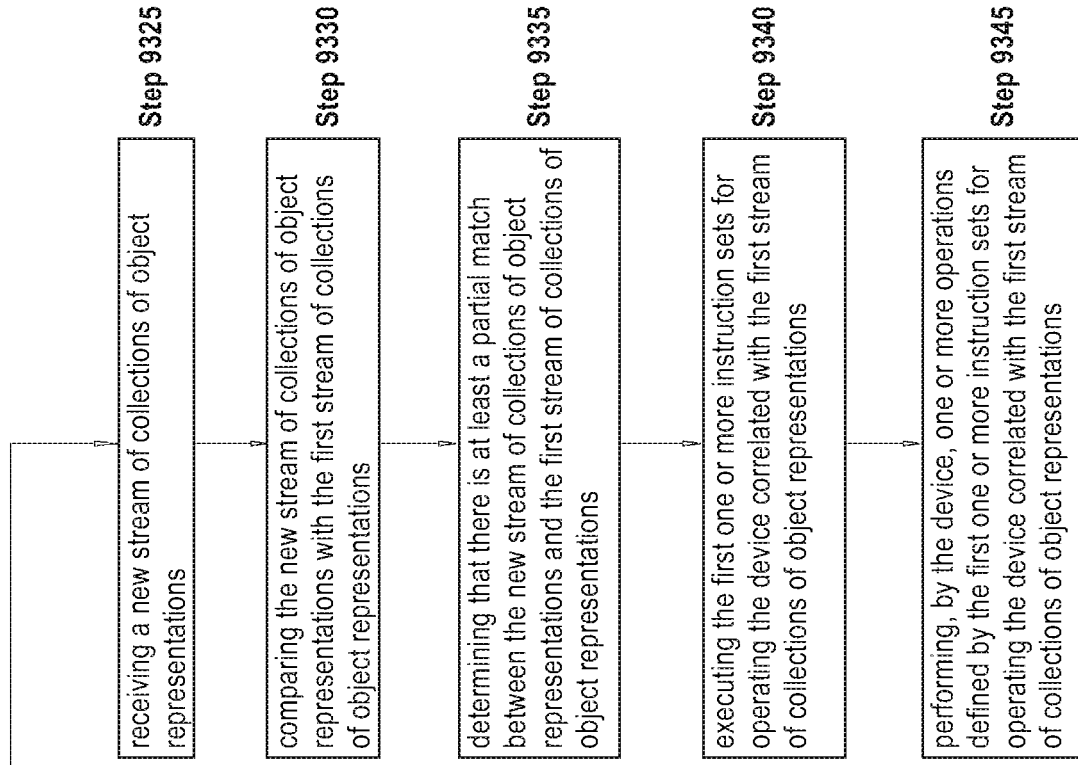 receiving a new stream of collections of object
representations
Step 9325
comparing the new stream of collections of object
representations with the first stream of collections
of object representations
Step 9330
determining that there is at least a partial match
between the new stream of collections of object
representations and the first stream of collections of
object representations
Step 9335
executing the first one or more instruction sets for
operating the device correlated with the first stream
of collections of object representations
Step 9340
performing, by the device, one or more operations
defined by the first one or more instruction sets for
operating the device correlated with the first stream
of collections of object representations
Step 9345